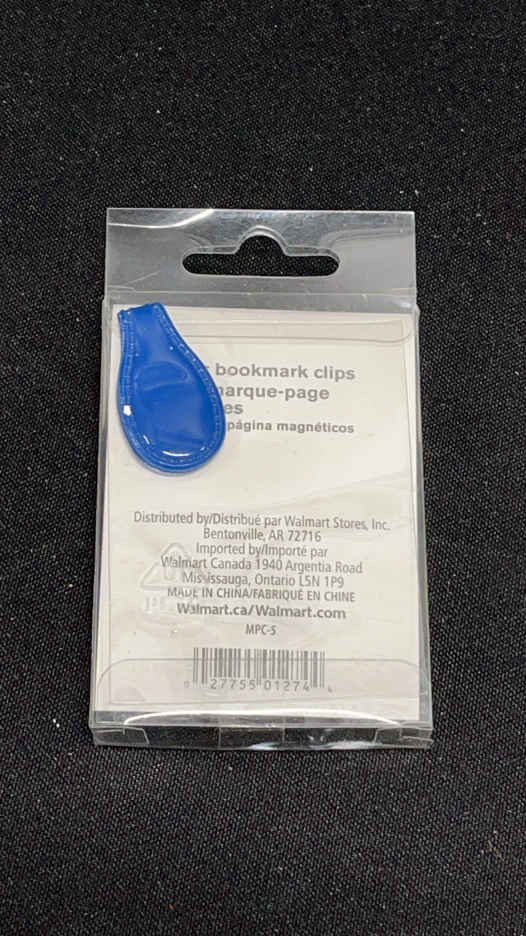 bookmark clips
marque-page
es
página magnéticos
Distributed by/Distribué par Walmart Stores, Inc.
Bentonville, AR 72716
Imported by/Importé par
Walmart Canada 1940 Argentia Road
Mississauga, Ontario L5N 1P9
MADE IN CHINA/FABRIQUÉ EN CHINE
Walmart.ca/Walmart.com
MPC-5
0 27755 01274 4